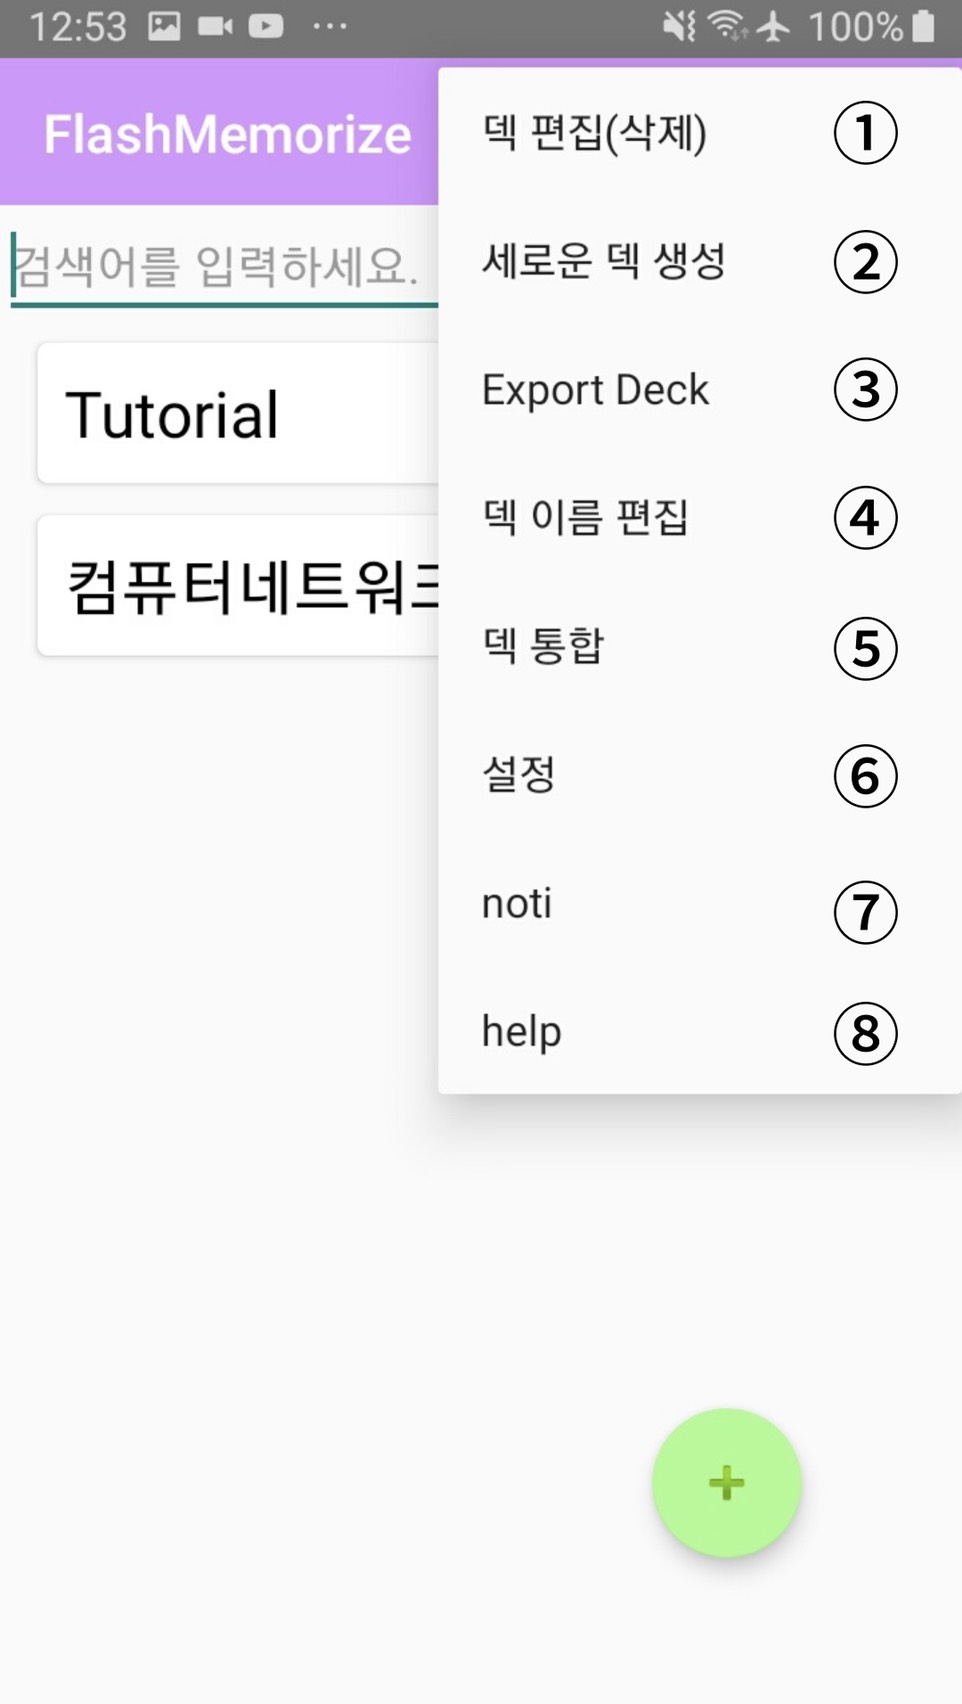 12:53 100%
FlashMemorize
검색어를 입력하세요.
Tutorial
컴퓨터네트워크
덱 편집(삭제) ①
세로운 덱 생성 ②
Export Deck ③
덱 이름 편집 ④
덱 통합 ⑤
설정 ⑥
noti ⑦
help ⑧